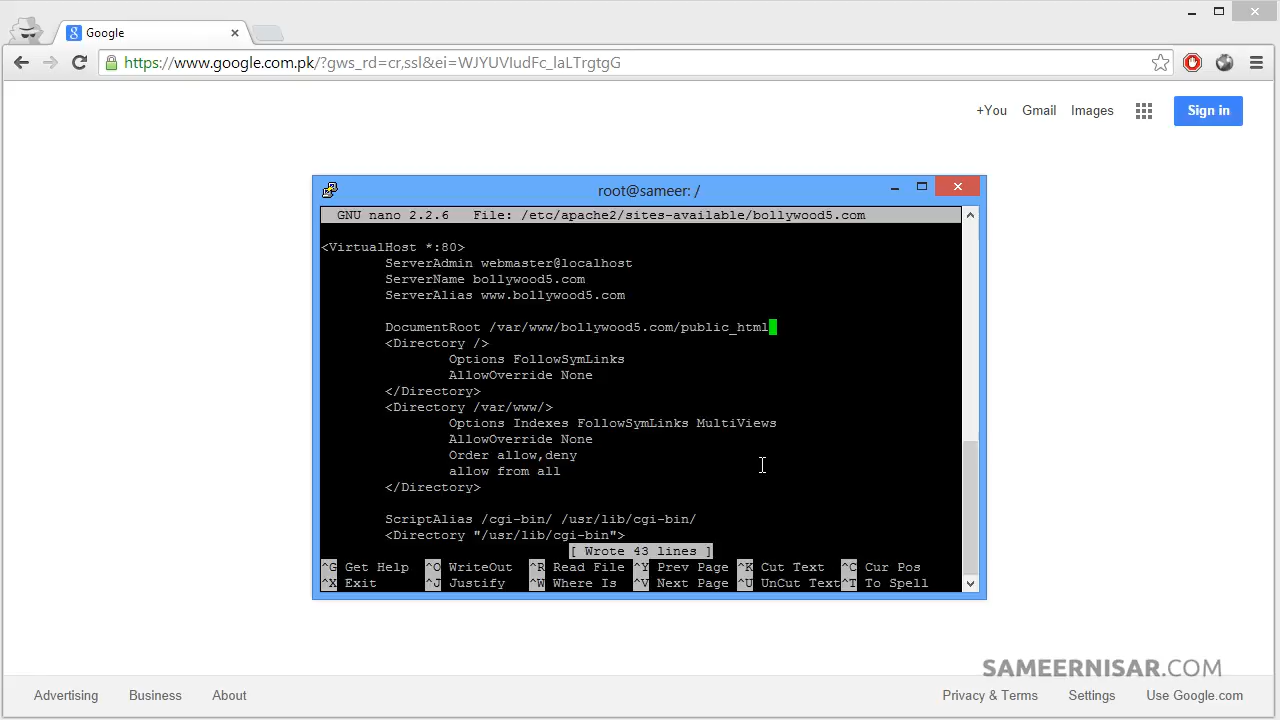 Google
https://www.google.com.pk/?gws_rd=cr,ssl&ei=WJYUVIudFc_laLTrgtgG
+You Gmail Images Sign in
root@sameer: /
GNU nano 2.2.6 File: /etc/apache2/sites-available/bollywood5.com
<VirtualHost *:80>
ServerAdmin webmaster@localhost
ServerName bollywood5.com
ServerAlias www.bollywood5.com
DocumentRoot /var/www/bollywood5.com/public_html
<Directory />
Options FollowSymLinks
AllowOverride None
</Directory>
<Directory /var/www/>
Options Indexes FollowSymLinks MultiViews
AllowOverride None
Order allow,deny
allow from all
</Directory>
ScriptAlias /cgi-bin/ /usr/lib/cgi-bin/
<Directory "/usr/lib/cgi-bin">
[ Wrote 43 lines ]
^G Get Help ^O WriteOut ^R Read File ^Y Prev Page ^K Cut Text ^C Cur Pos
^X Exit ^J Justify ^W Where Is ^V Next Page ^U UnCut Text ^T To Spell
SAMEERNISAR.COM
Advertising Business About Privacy & Terms Settings Use Google.com